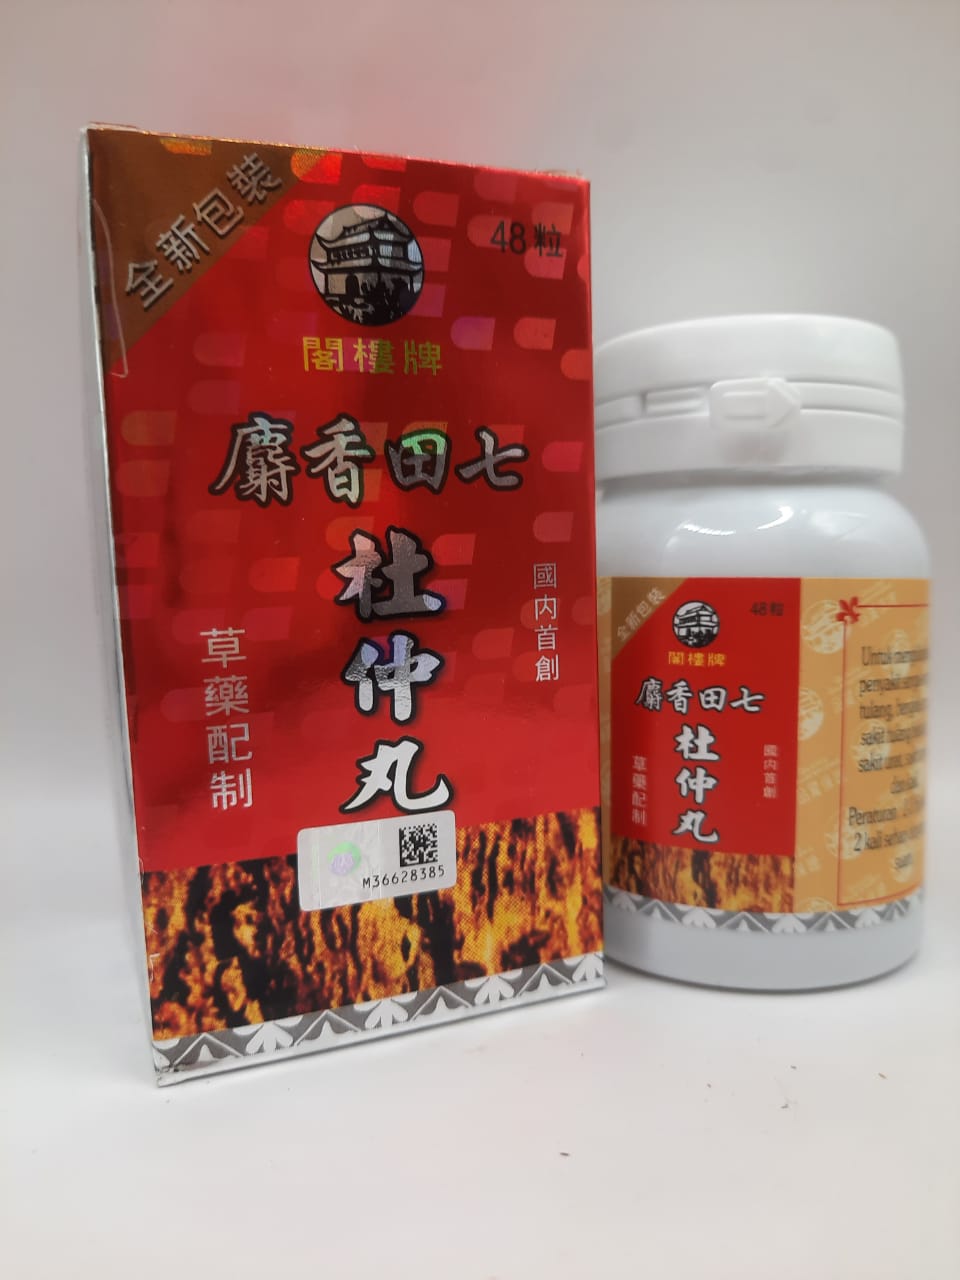 全新包裝
48粒
閣樓牌
麝香田七
杜仲丸
國內首創
草藥配制
M36628385
全新包裝
48粒
閣樓牌
麝香田七
杜仲丸
國內首創
草藥配制
Untuk
penyakit
tulang,
sakit tulang
sakit urat,
Peraturan
2 kali sehari